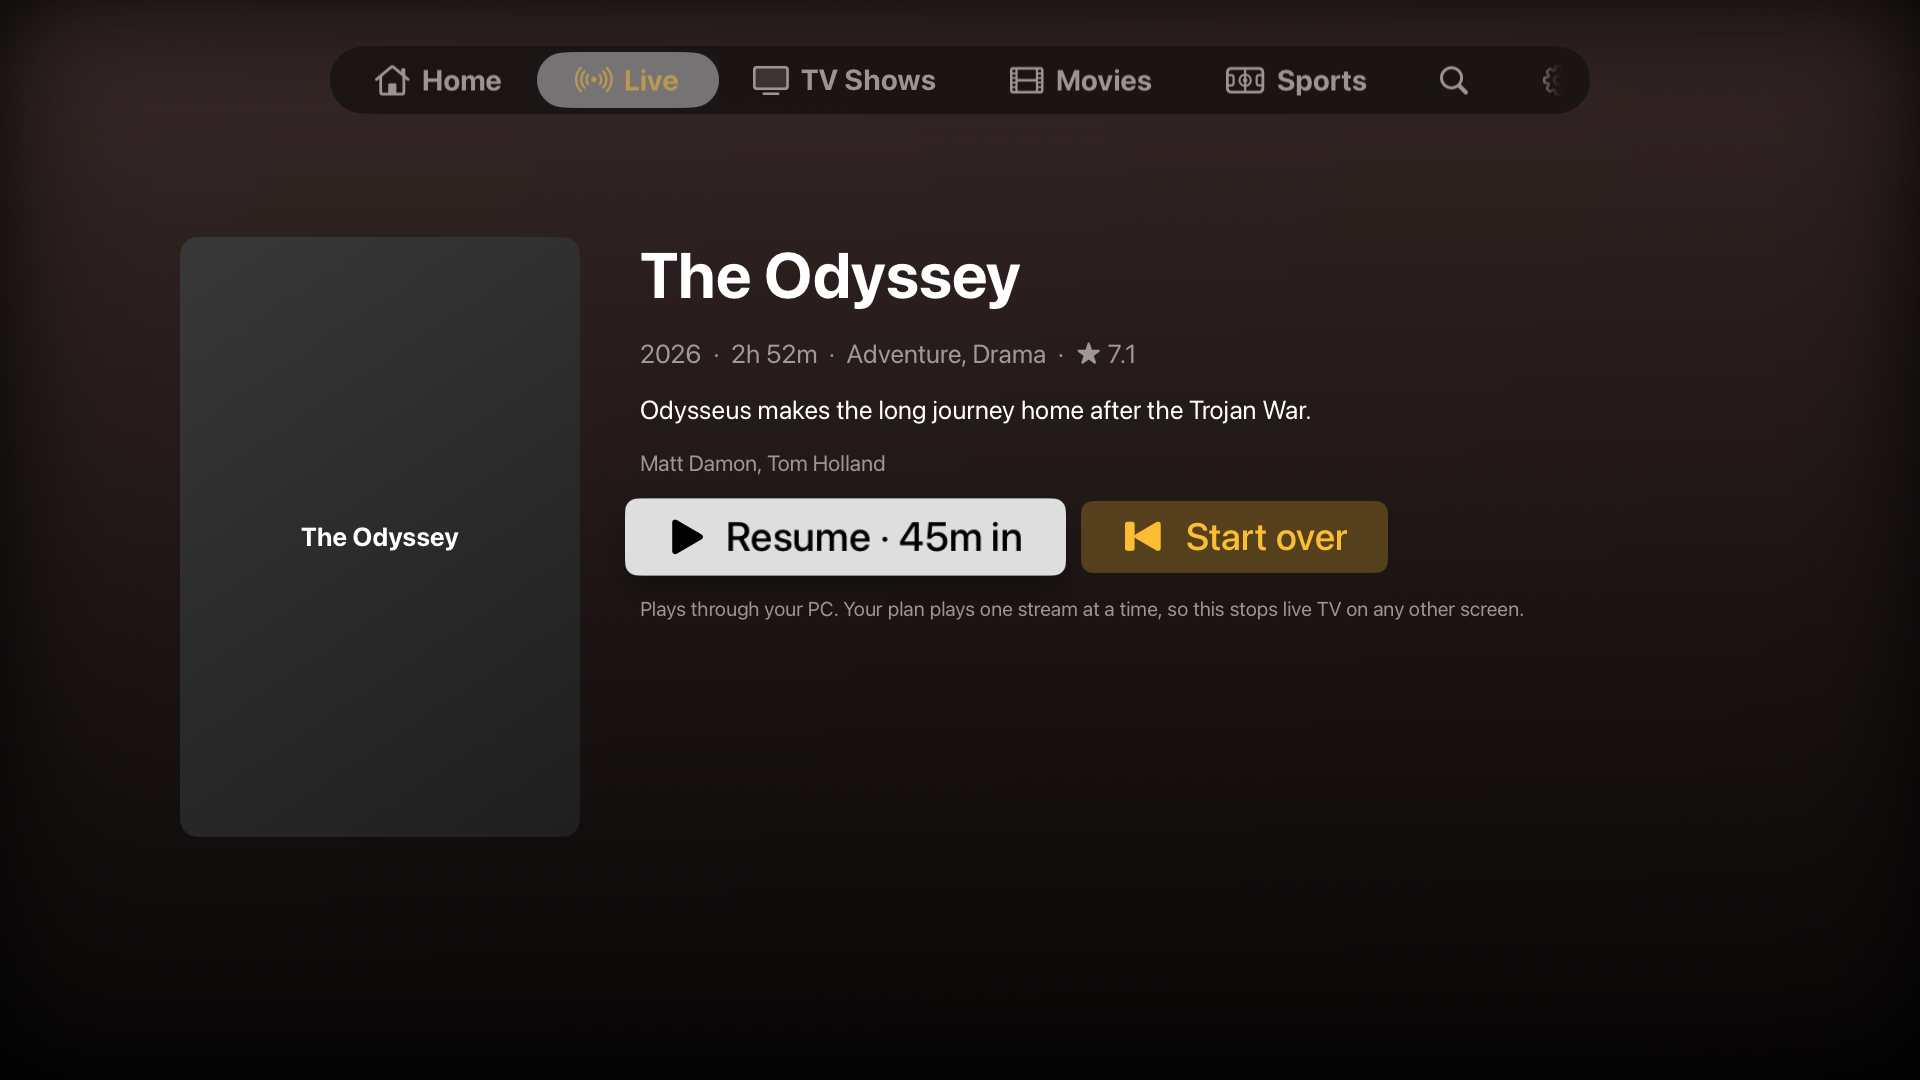 Home Live TV Shows Movies Sports
The Odyssey
2026 · 2h 52m · Adventure, Drama · ★ 7.1
Odysseus makes the long journey home after the Trojan War.
Matt Damon, Tom Holland
The Odyssey
Resume · 45m in Start over
Plays through your PC. Your plan plays one stream at a time, so this stops live TV on any other screen.